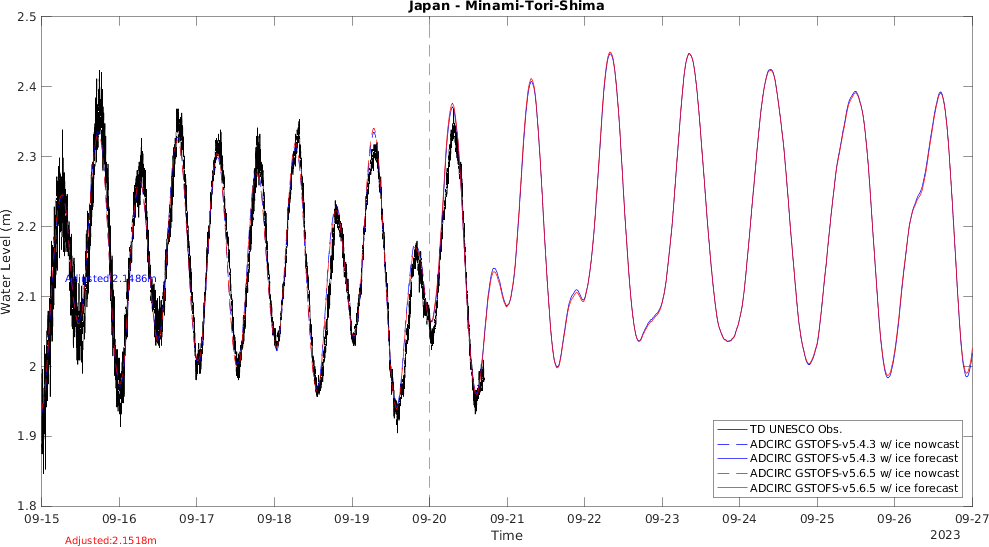 Japan - Minami-Tori-Shima
2.5
2.4
2.3
2.2
2.1
2
1.9
1.8
Water Level (m)
Adjusted:2.1486m
TD UNESCO Obs.
ADCIRC GSTOFS-v5.4.3 w/ ice nowcast
ADCIRC GSTOFS-v5.4.3 w/ ice forecast
ADCIRC GSTOFS-v5.6.5 w/ ice nowcast
ADCIRC GSTOFS-v5.6.5 w/ ice forecast
09-15 09-16 09-17 09-18 09-19 09-20 09-21 09-22 09-23 09-24 09-25 09-26 09-27
Time
2023
Adjusted:2.1518m